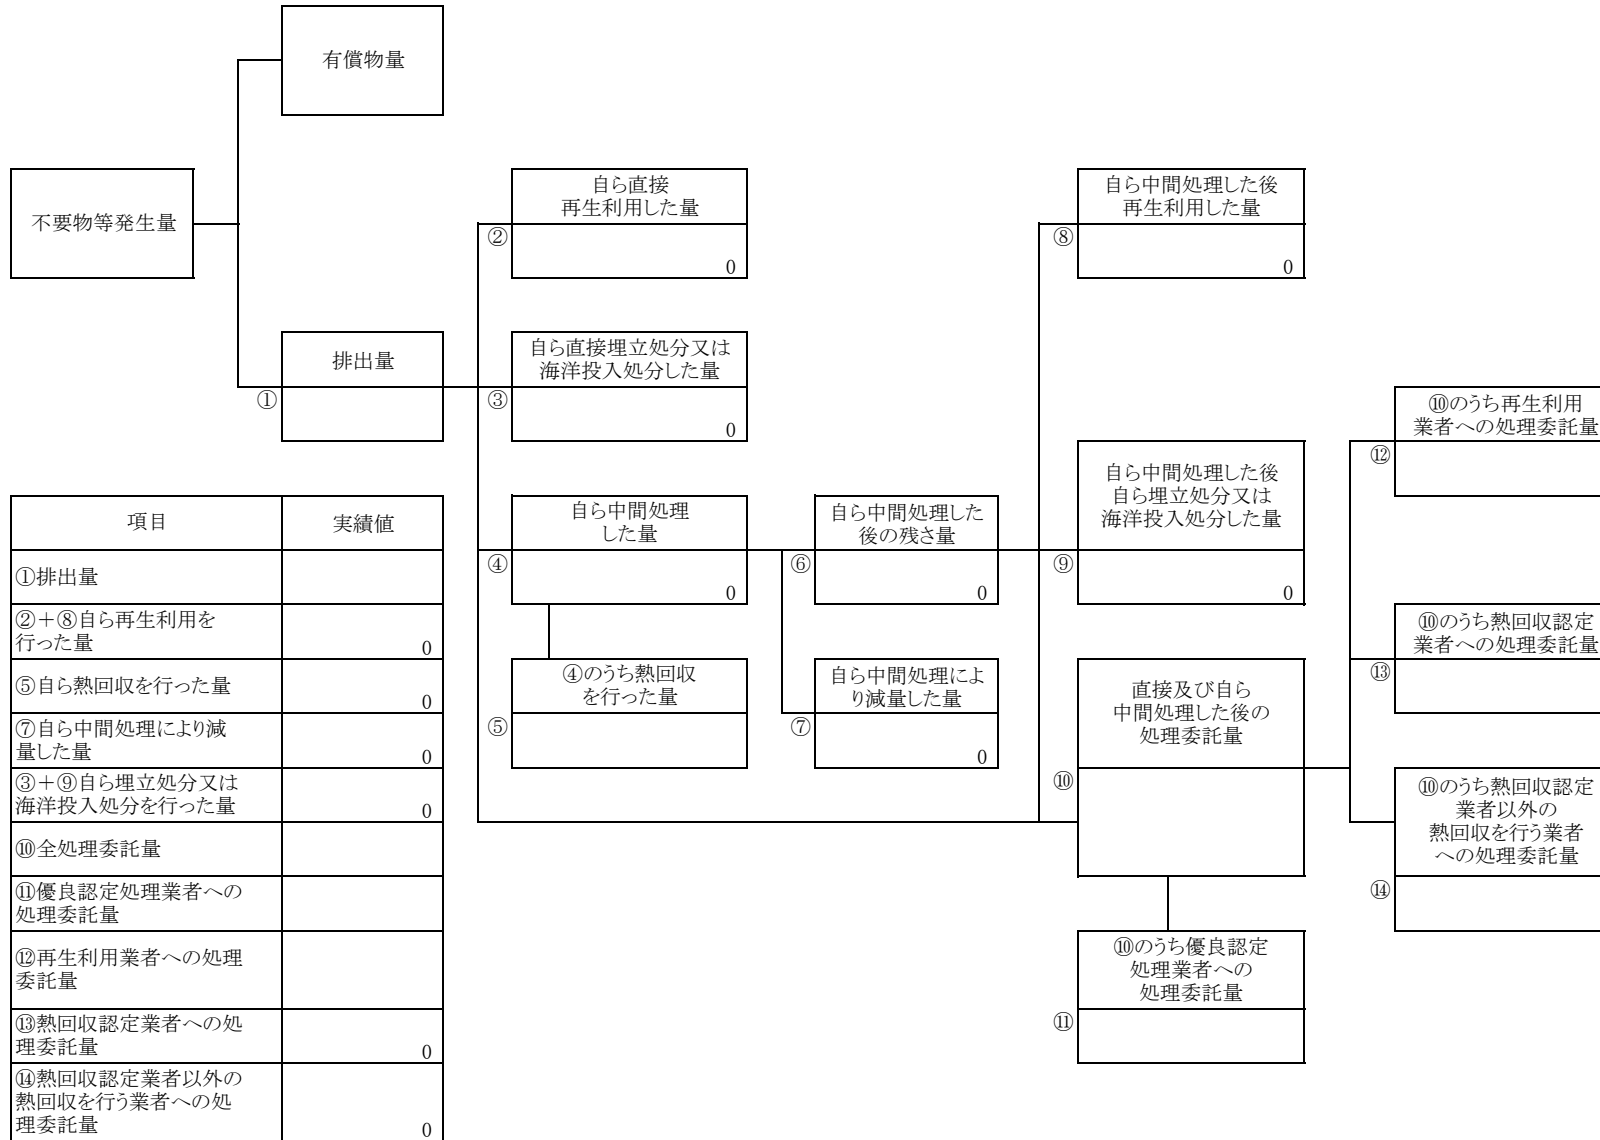 有償物量
不要物等発生量
自ら直接
再生利用した量
②
0
自ら中間処理した後
再生利用した量
⑧
0
排出量
①
自ら直接埋立処分又は
海洋投入処分した量
③
0
⑩のうち再生利用
業者への処理委託量
⑫
自ら中間処理
した量
④
0
自ら中間処理した
後の残さ量
⑥
0
自ら中間処理した後
自ら埋立処分又は
海洋投入処分した量
⑨
0
⑩のうち熱回収認定
業者への処理委託量
⑬
④のうち熱回収
を行った量
⑤
自ら中間処理によ
り減量した量
⑦
0
直接及び自ら
中間処理した後の
処理委託量
⑩
⑩のうち熱回収認定
業者以外の
熱回収を行う業者
への処理委託量
⑭
⑩のうち優良認定
処理業者への
処理委託量
⑪
項目 実績値
①排出量
②＋⑧自ら再生利用を
行った量 0
⑤自ら熱回収を行った量 0
⑦自ら中間処理により減
量した量 0
③＋⑨自ら埋立処分又は
海洋投入処分を行った量 0
⑩全処理委託量
⑪優良認定処理業者への
処理委託量
⑫再生利用業者への処理
委託量
⑬熱回収認定業者への処
理委託量 0
⑭熱回収認定業者以外の
熱回収を行う業者への処
理委託量 0